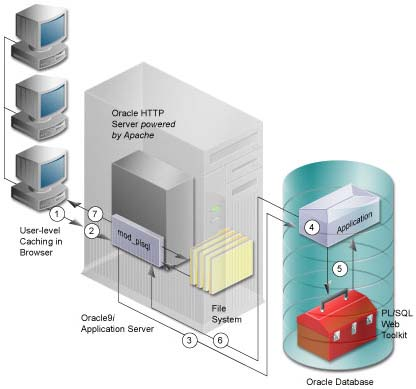 Oracle HTTP
Server powered
by Apache
4
Application
1
7
2
mod_plsql
5
User-level
Caching in
Browser
File
System
PL/SQL
Web
Toolkit
Oracle9i
Application Server
3
6
Oracle Database